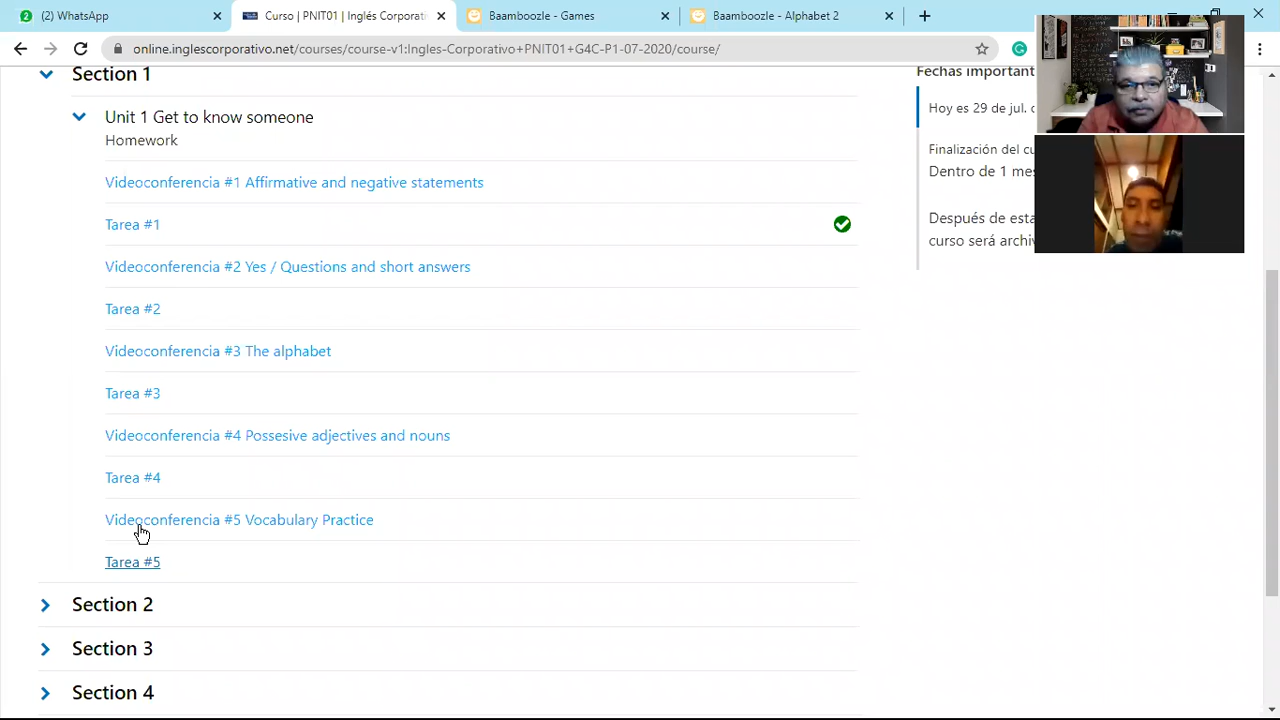 (2) WhatsApp
Curso | PNIT01 | Inglés Corporati
Baamboozle - Games
Baamboozle - Alphabet 1
online.inglescorporativo.net/courses/course-v1:Ingles-Corporativo+PNIT01+G4C-P1-07-2020/course/
Section 1
Unit 1 Get to know someone
Homework
Videoconferencia #1 Affirmative and negative statements
Tarea #1
Videoconferencia #2 Yes / Questions and short answers
Tarea #2
Videoconferencia #3 The alphabet
Tarea #3
Videoconferencia #4 Possesive adjectives and nouns
Tarea #4
Videoconferencia #5 Vocabulary Practice
Tarea #5
Section 2
Section 3
Section 4
Fechas important
Hoy es 29 de jul. c
Finalización del cu
Dentro de 1 mes
Después de esta
curso será archiv